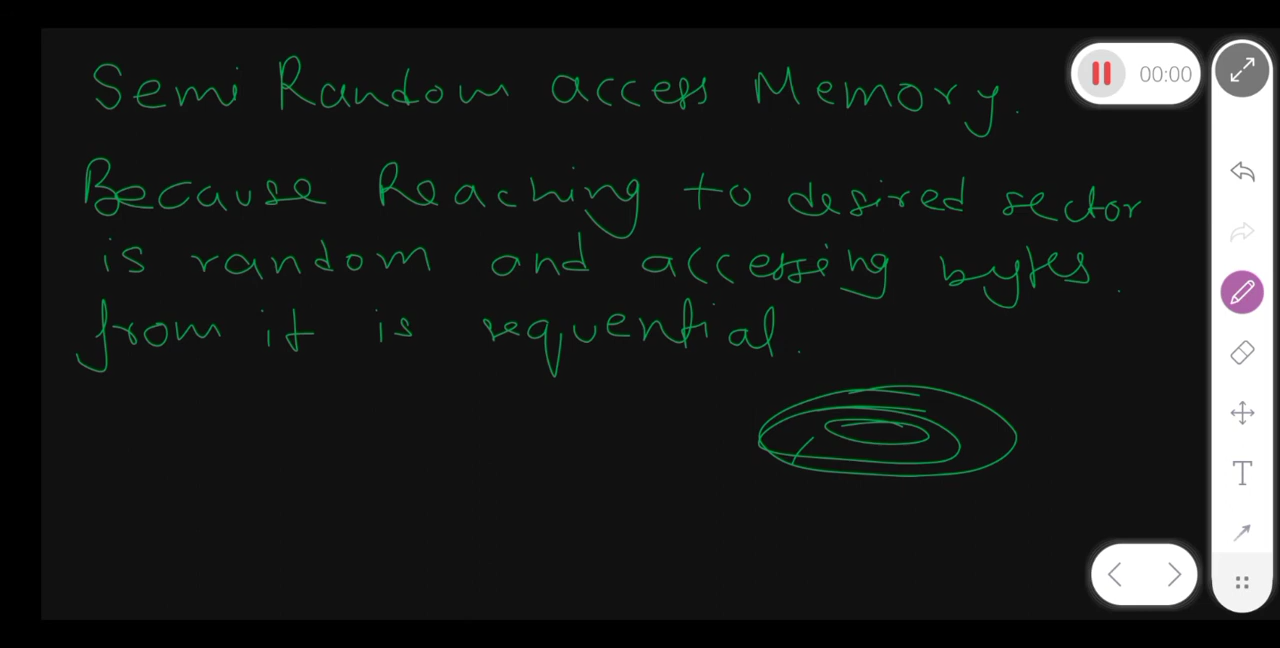 Semi Random access Memory.
Because Reaching to desired sector
is random and accessing bytes.
from it is sequential.
00:00
T